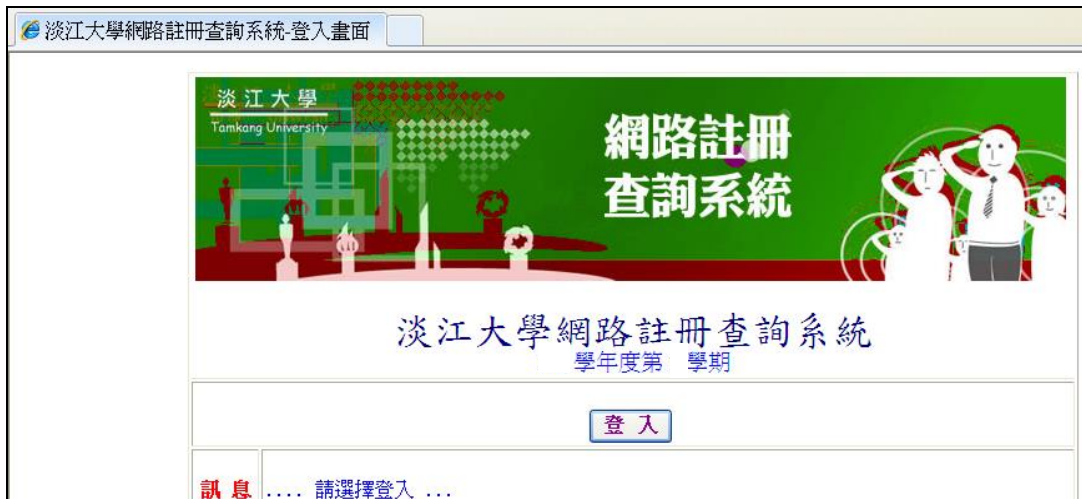 淡江大學網路註冊查詢系統-登入畫面
淡江大學
Tamkang University
網路註冊
查詢系統
淡江大學網路註冊查詢系統
學年度第 學期
登 入
訊 息 .... 請選擇登入 ...